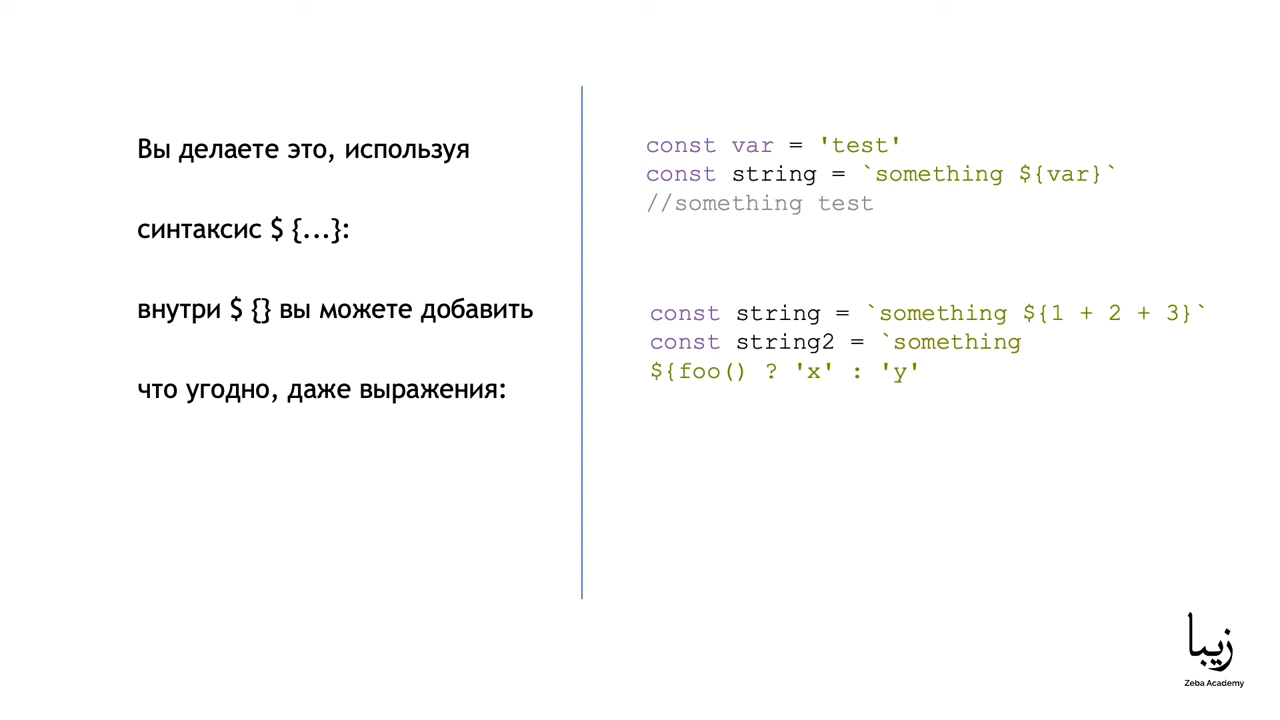 Вы делаете это, используя
синтаксис $ {...}:
внутри $ {} вы можете добавить
что угодно, даже выражения:
const var = 'test'
const string = `something ${var}`
//something test
const string = `something ${1 + 2 + 3}`
const string2 = `something
${foo() ? 'x' : 'y'
زيبا
Zeba Academy